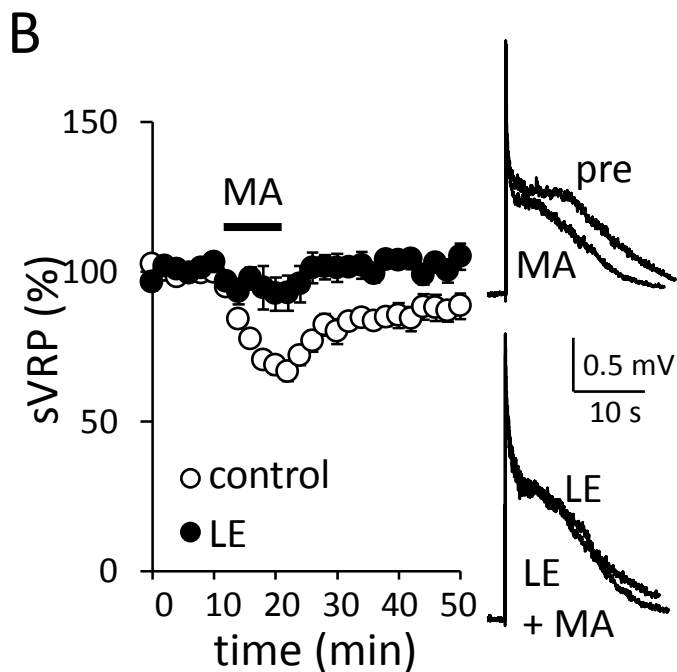 B
150
100
50
0
sVRP (%)
MA
control
LE
0 10 20 30 40 50
time (min)
pre
MA
0.5 mV
10 s
LE
LE
+ MA